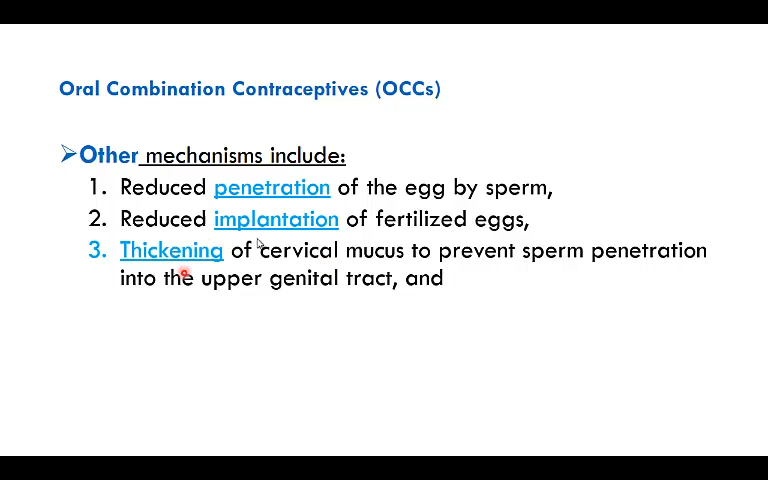 Oral Combination Contraceptives (OCCs)
➢Other mechanisms include:
1. Reduced penetration of the egg by sperm,
2. Reduced implantation of fertilized eggs,
3. Thickening of cervical mucus to prevent sperm penetration
into the upper genital tract, and